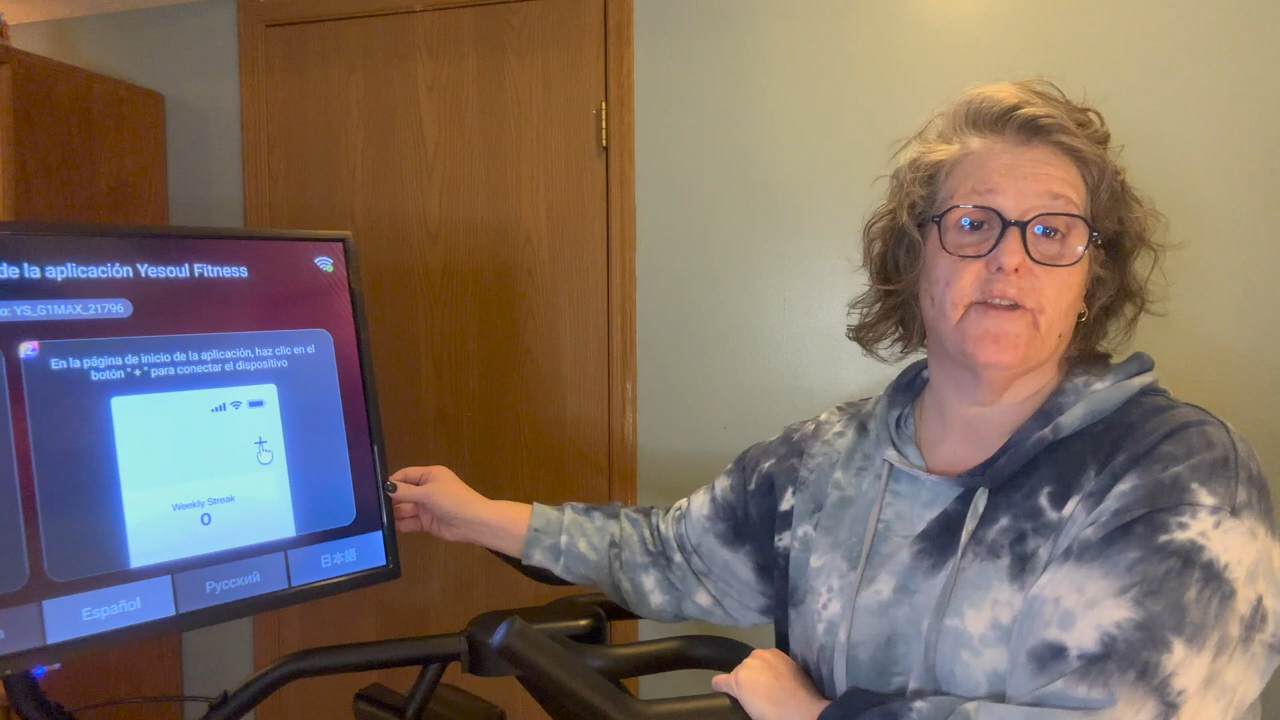 de la aplicación Yesoul Fitness
o: YS_G1MAX_21796
En la página de inicio de la aplicación, haz clic en el
botón " + " para conectar el dispositivo
Weekly Streak
0
Español
Русский
日本語